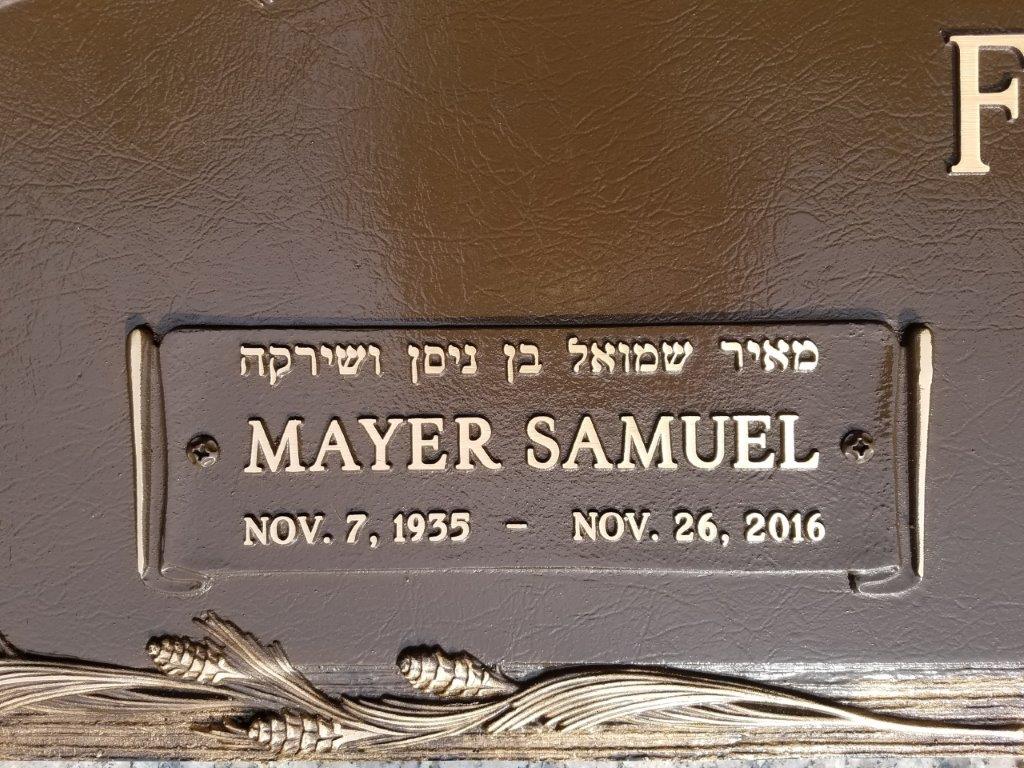 F
מאיר שמואל בן ניסן ושירקה
MAYER SAMUEL
NOV. 7, 1935 – NOV. 26, 2016